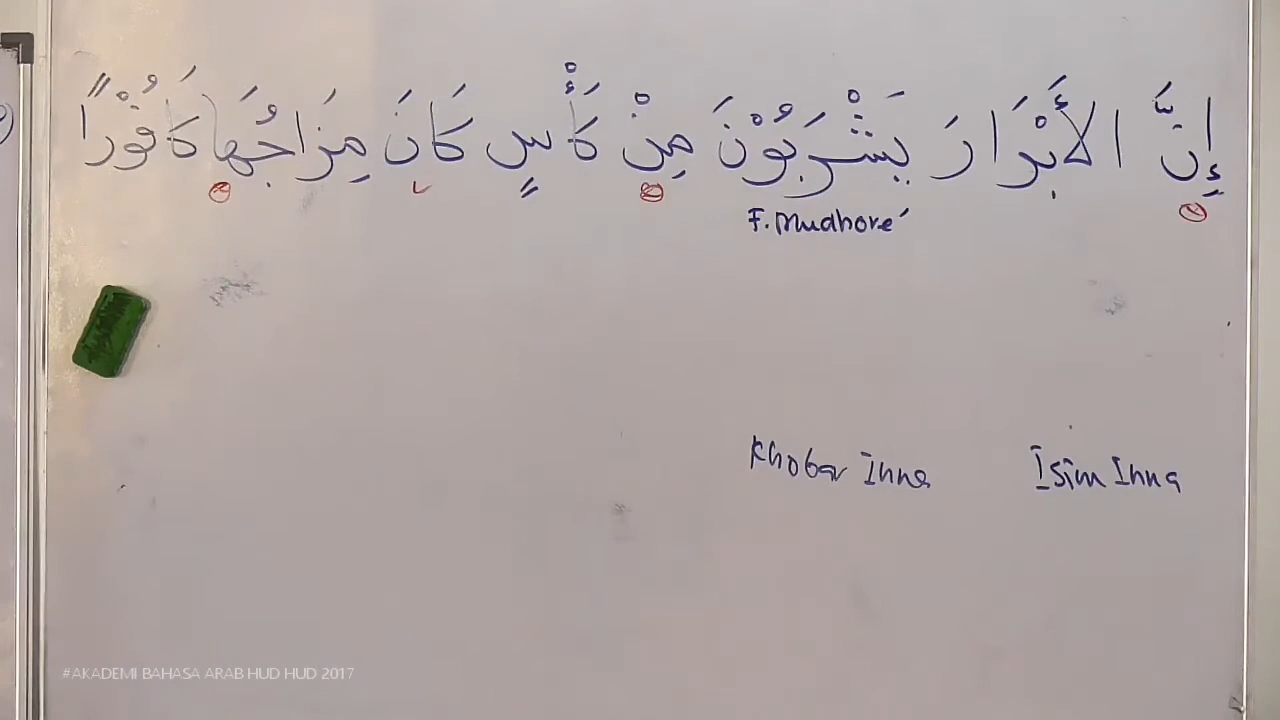 إِنَّ الأَبْرَارَ يَشْرَبُوْنَ مِنْ كَأْسٍ كَانَ مِزَاجُهَا كَافُوْرًا
F. Mudhore'
Khobar Inna Isim Inna
#AKADEMI BAHASA ARAB HUD HUD 2017